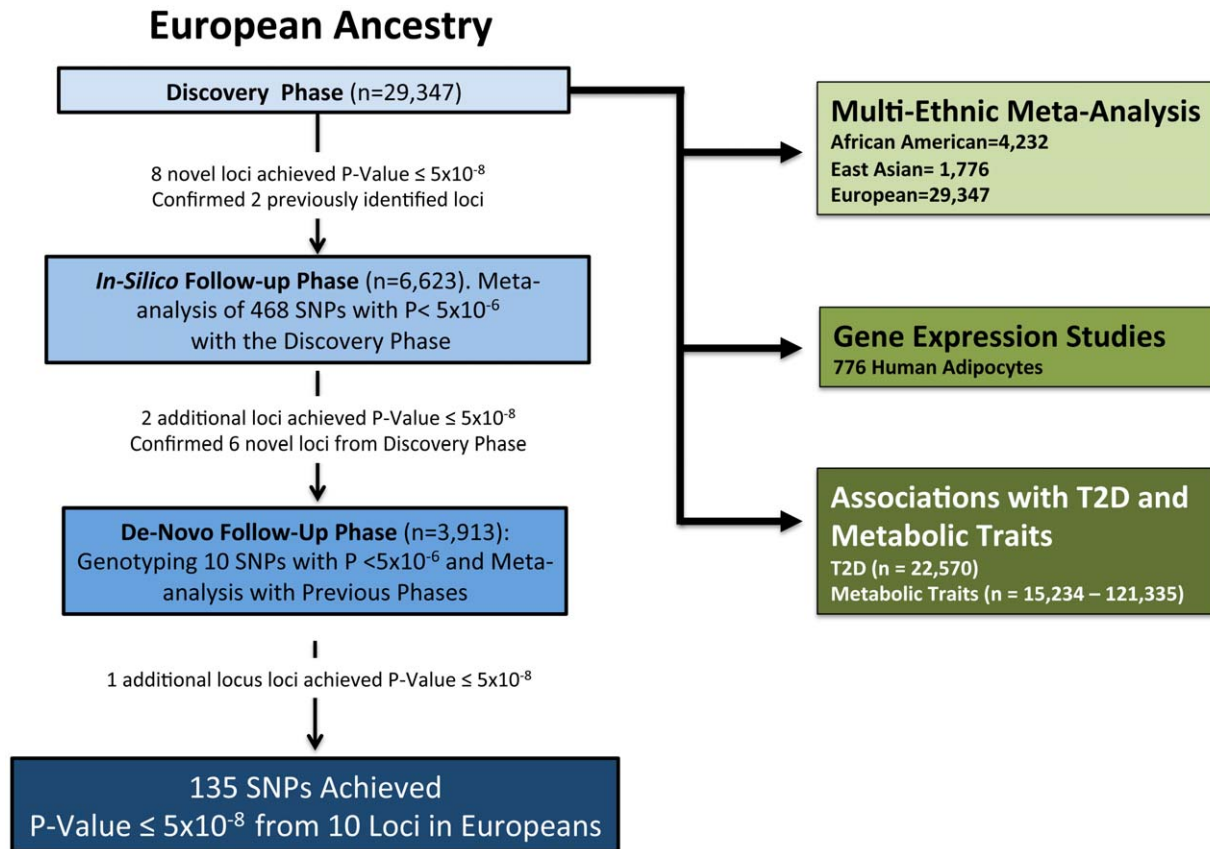 European Ancestry
Discovery Phase (n=29,347)
8 novel loci achieved P-Value ≤ 5x10⁻⁸
Confirmed 2 previously identified loci
In-Silico Follow-up Phase (n=6,623). Meta-
analysis of 468 SNPs with P< 5x10⁻⁶
with the Discovery Phase
2 additional loci achieved P-Value ≤ 5x10⁻⁸
Confirmed 6 novel loci from Discovery Phase
De-Novo Follow-Up Phase (n=3,913):
Genotyping 10 SNPs with P <5x10⁻⁶ and Meta-
analysis with Previous Phases
1 additional locus loci achieved P-Value ≤ 5x10⁻⁸
135 SNPs Achieved
P-Value ≤ 5x10⁻⁸ from 10 Loci in Europeans
Multi-Ethnic Meta-Analysis
African American=4,232
East Asian= 1,776
European=29,347
Gene Expression Studies
776 Human Adipocytes
Associations with T2D and
Metabolic Traits
T2D (n = 22,570)
Metabolic Traits (n = 15,234 – 121,335)